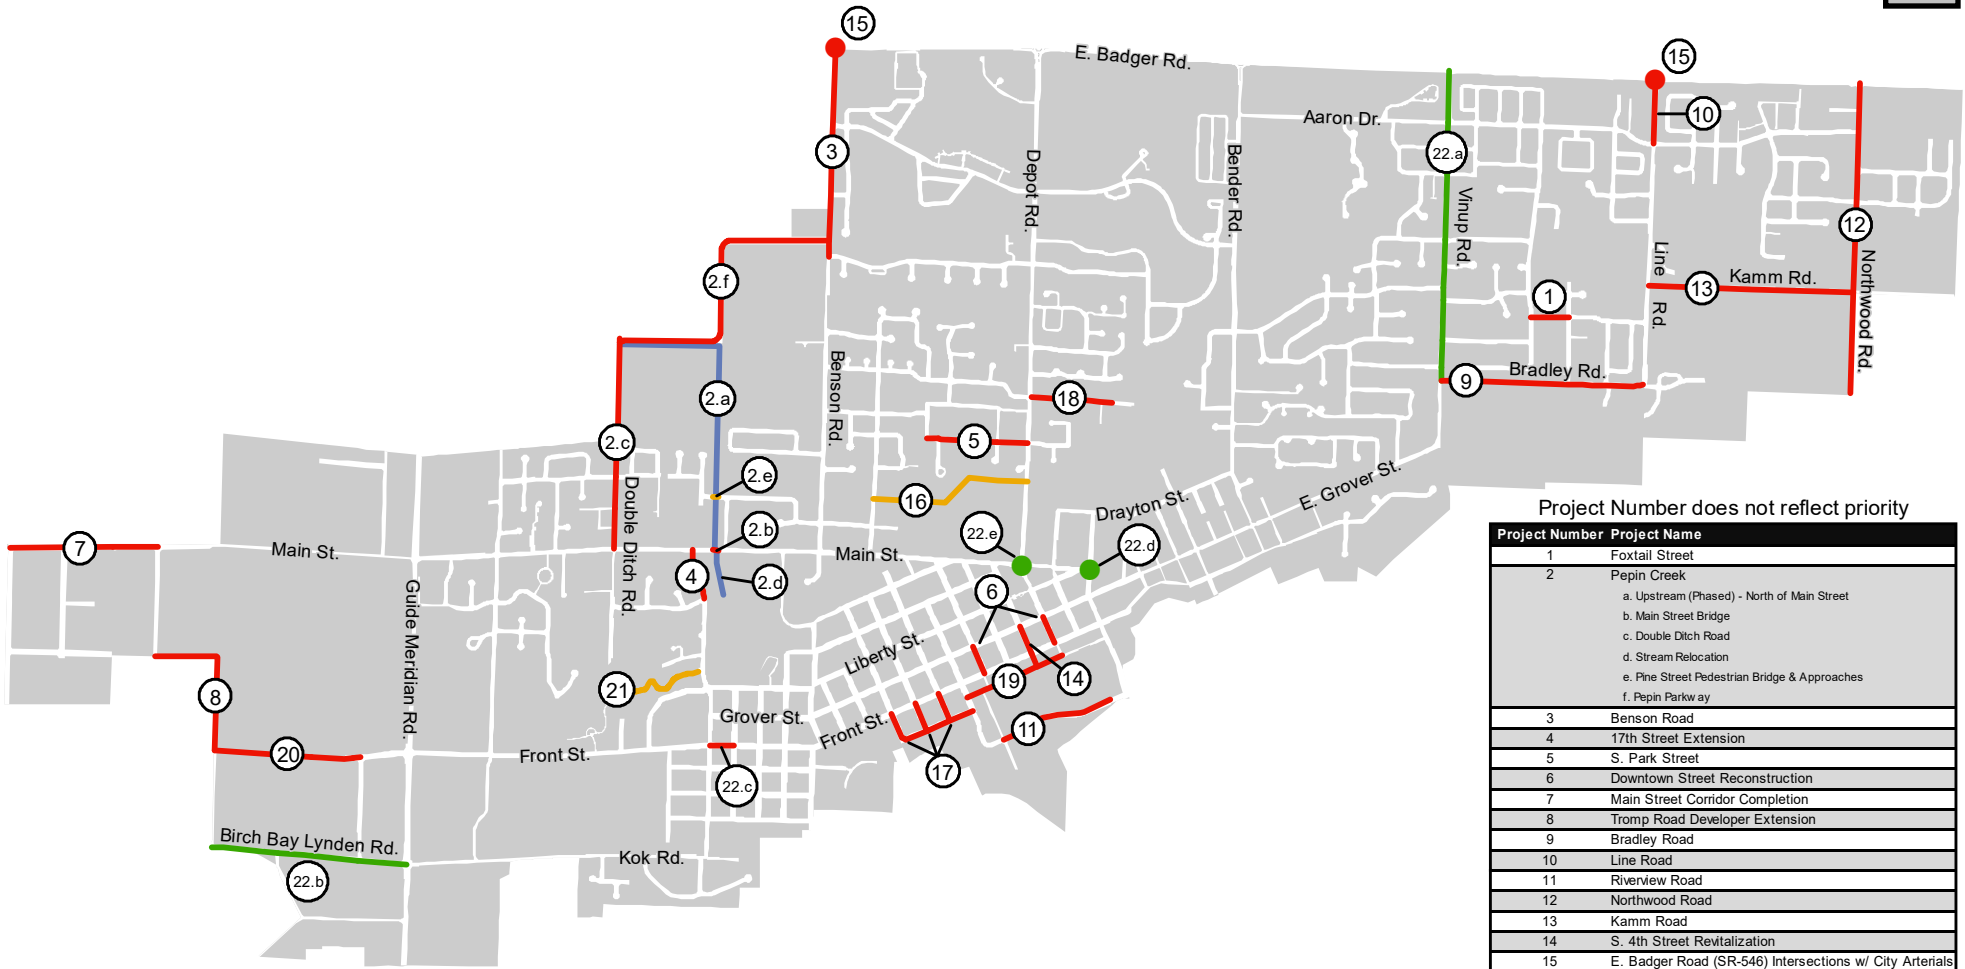 15
E. Badger Rd.
15
10
Aaron Dr.
3
22.a
Depot Rd.
Bender Rd.
Vinup Rd.
12
Line Rd.
Northwood Rd.
2.f
1
13
Kamm Rd.
Benson Rd.
Bradley Rd.
9
2.a
18
2.c
5
2.e
16
Double Ditch Rd.
Drayton St.
E. Grover St.
7
Main St.
2.b
Main St.
22.e
22.d
4
2.d
6
Guide Meridian Rd.
Liberty St.
21
8
19
14
Grover St.
Front St.
11
20
Front St.
17
22.c
Birch Bay Lynden Rd.
Kok Rd.
22.b
Project Number does not reflect priority
Project Number Project Name
1 Foxtail Street
2 Pepin Creek
a. Upstream (Phased) - North of Main Street
b. Main Street Bridge
c. Double Ditch Road
d. Stream Relocation
e. Pine Street Pedestrian Bridge & Approaches
f. Pepin Parkway
3 Benson Road
4 17th Street Extension
5 S. Park Street
6 Downtown Street Reconstruction
7 Main Street Corridor Completion
8 Tromp Road Developer Extension
9 Bradley Road
10 Line Road
11 Riverview Road
12 Northwood Road
13 Kamm Road
14 S. 4th Street Revitalization
15 E. Badger Road (SR-546) Intersections w/ City Arterials